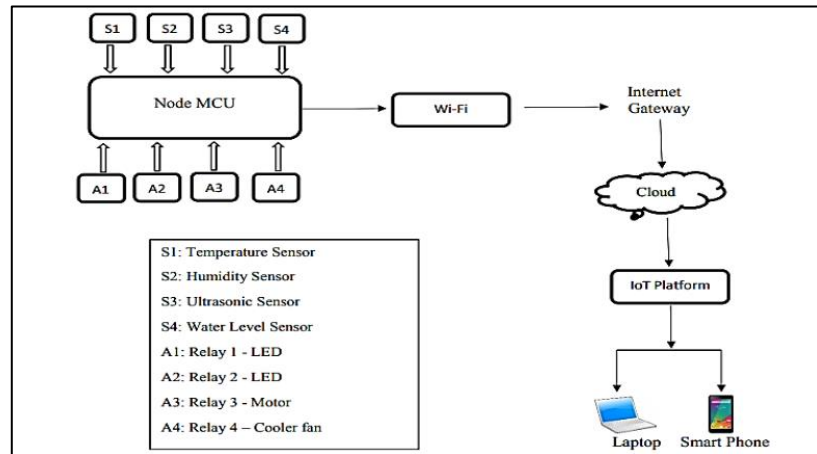 S1 S2 S3 S4
Node MCU
Wi-Fi
Internet
Gateway
A1 A2 A3 A4
Cloud
S1: Temperature Sensor
S2: Humidity Sensor
S3: Ultrasonic Sensor
S4: Water Level Sensor
A1: Relay 1 - LED
A2: Relay 2 - LED
A3: Relay 3 - Motor
A4: Relay 4 – Cooler fan
IoT Platform
Laptop
Smart Phone